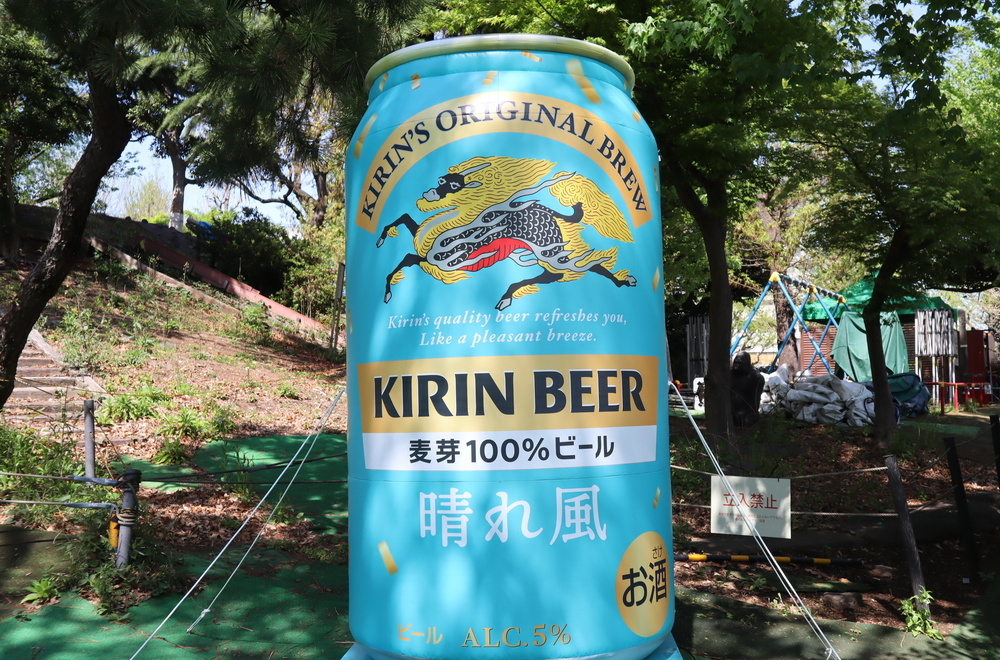 KIRIN'S ORIGINAL BREW
Kirin's quality beer refreshes you,
Like a pleasant breeze.
KIRIN BEER
麦芽100%ビール
晴れ風
さけ
お酒
ビール ALC.5%
立入禁止